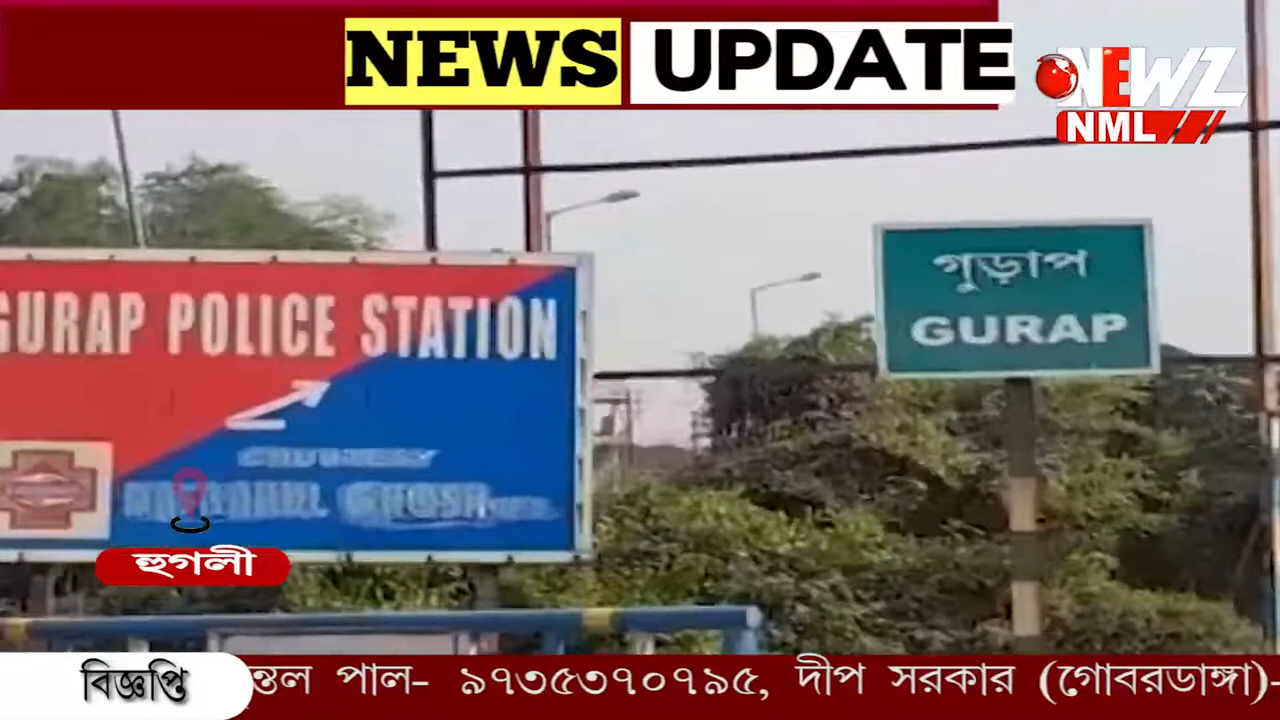 NEWS UPDATE
NEWZ
NML
গুড়াপ
GURAP
GURAP POLICE STATION
হুগলী
বিজ্ঞপ্তি
ন্তল পাল- ৯৭৩৫৩৭০৭৯৫, দীপ সরকার (গোবরডাঙ্গা)-